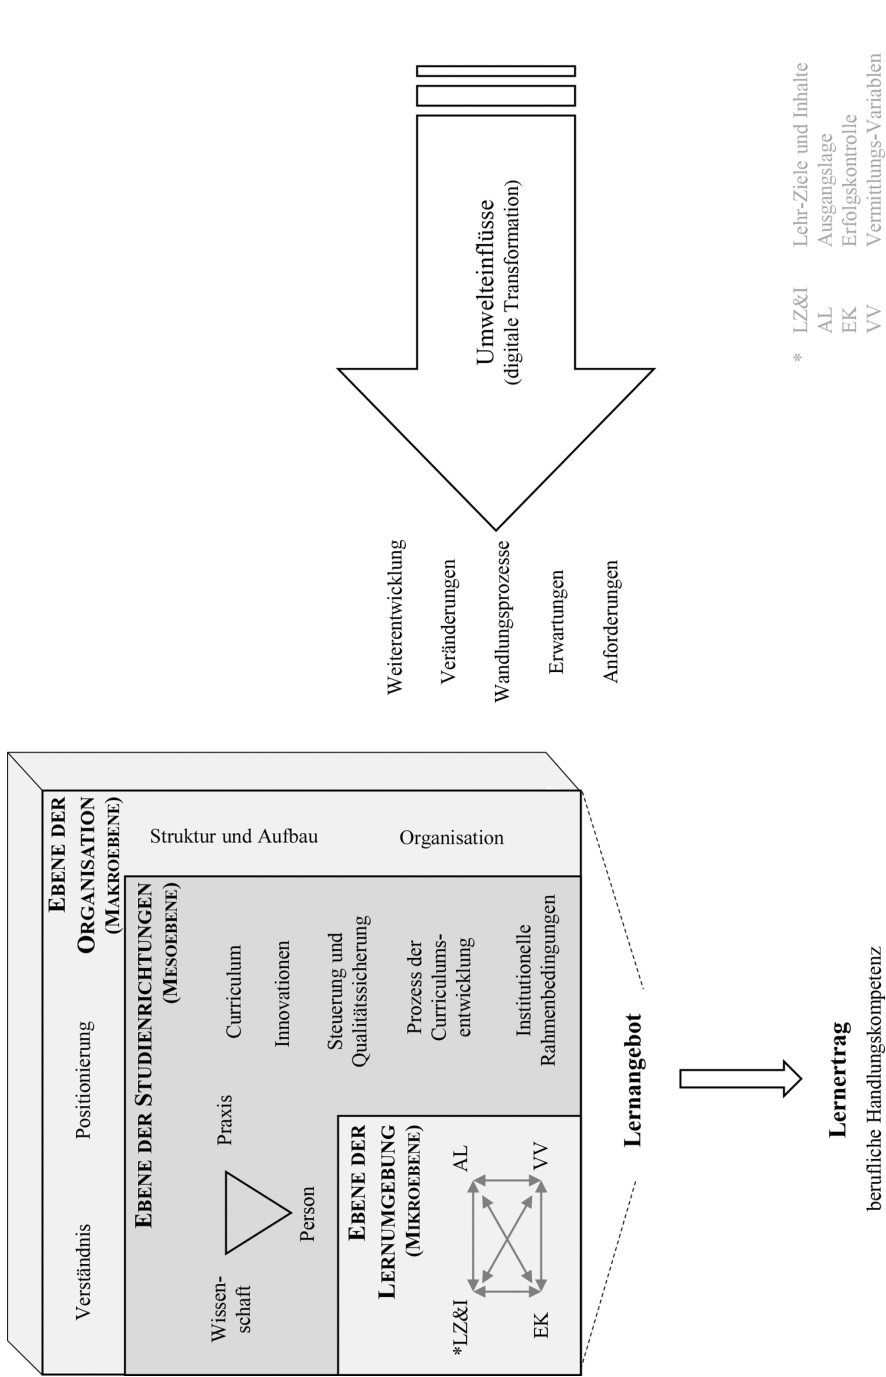 EBENE DER
ORGANISATION
(MAKROEBENE)
Verständnis
Positionierung
Struktur und Aufbau
Organisation
EBENE DER STUDIENRICHTUNGEN
(MESOEBENE)
Wissen-
schaft
Praxis
Person
Curriculum
Innovationen
Steuerung und
Qualitätssicherung
Prozess der
Curriculums-
entwicklung
Institutionelle
Rahmenbedingungen
EBENE DER
LERNUMGEBUNG
(MIKROEBENE)
*LZ&I
AL
EK
VV
Weiterentwicklung
Veränderungen
Wandlungsprozesse
Erwartungen
Anforderungen
Umwelteinflüsse
(digitale Transformation)
Lernangebot
Lernertrag
berufliche Handlungskompetenz
* LZ&I Lehr-Ziele und Inhalte
AL Ausgangslage
EK Erfolgskontrolle
VV Vermittlungs-Variablen